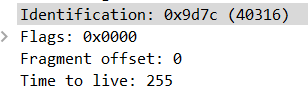 Identification: 0x9d7c (40316)
Flags: 0x0000
Fragment offset: 0
Time to live: 255